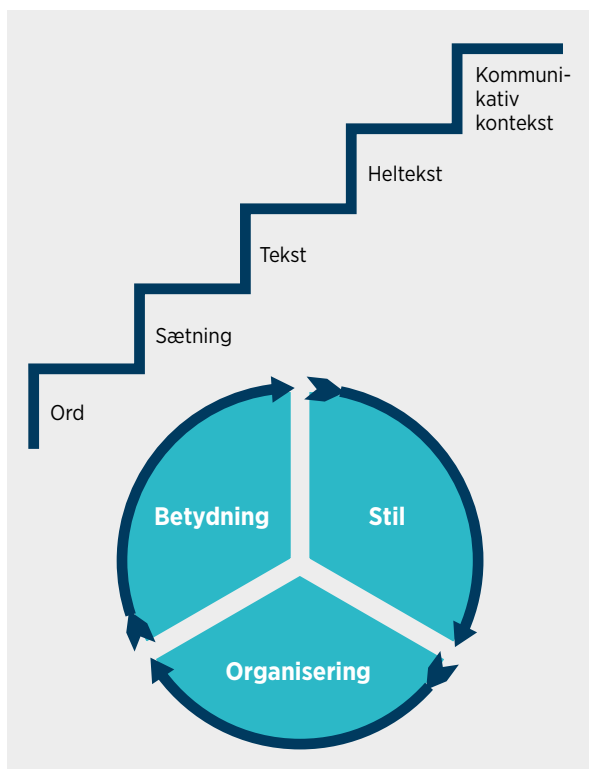 Kommuni-
kativ
kontekst
Heltekst
Tekst
Sætning
Ord
Betydning
Stil
Organisering